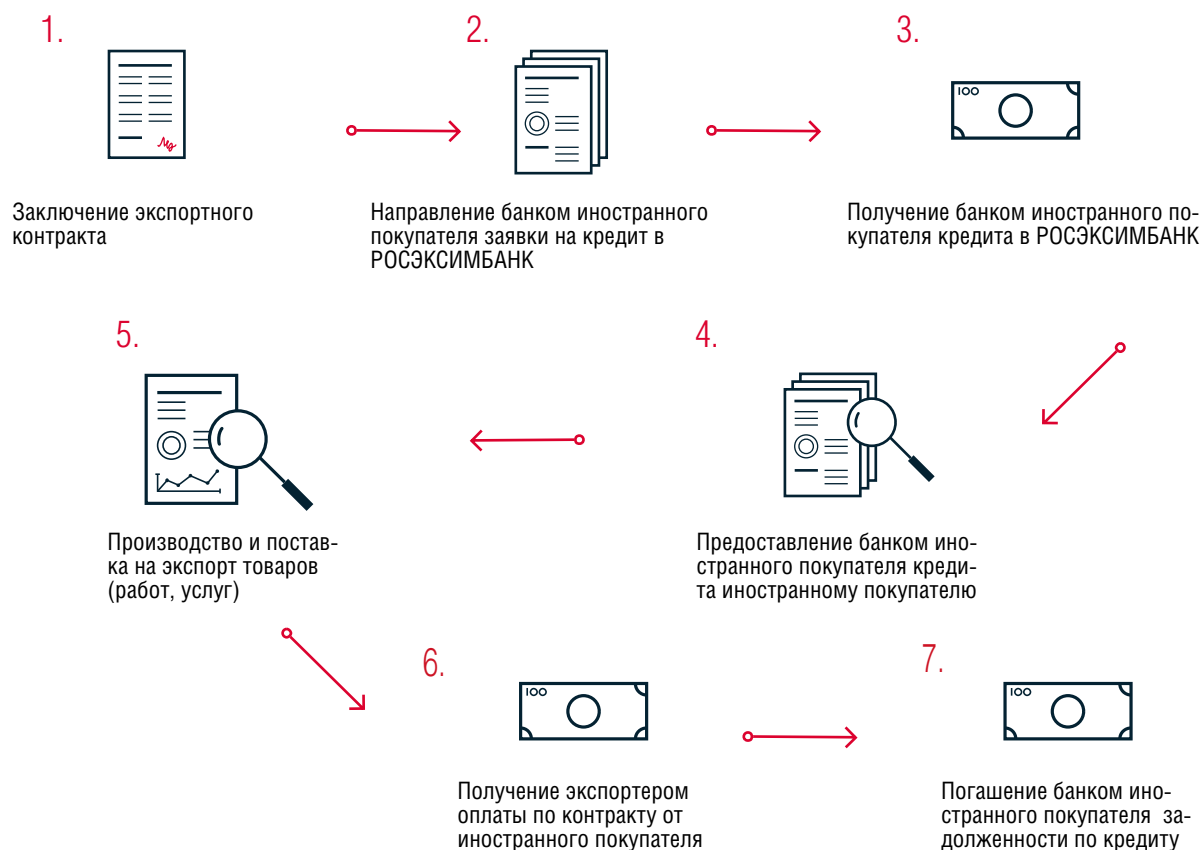 1.
Заключение экспортного
контракта
2.
Направление банком иностранного
покупателя заявки на кредит в
РОСЭКСИМБАНК
3.
100
Получение банком иностранного по-
купателя кредита в РОСЭКСИМБАНК
4.
Предоставление банком ино-
странного покупателя креди-
та иностранному покупателю
5.
Производство и постав-
ка на экспорт товаров
(работ, услуг)
6.
100
Получение экспортером
оплаты по контракту от
иностранного покупателя
7.
100
Погашение банком ино-
странного покупателя за-
долженности по кредиту